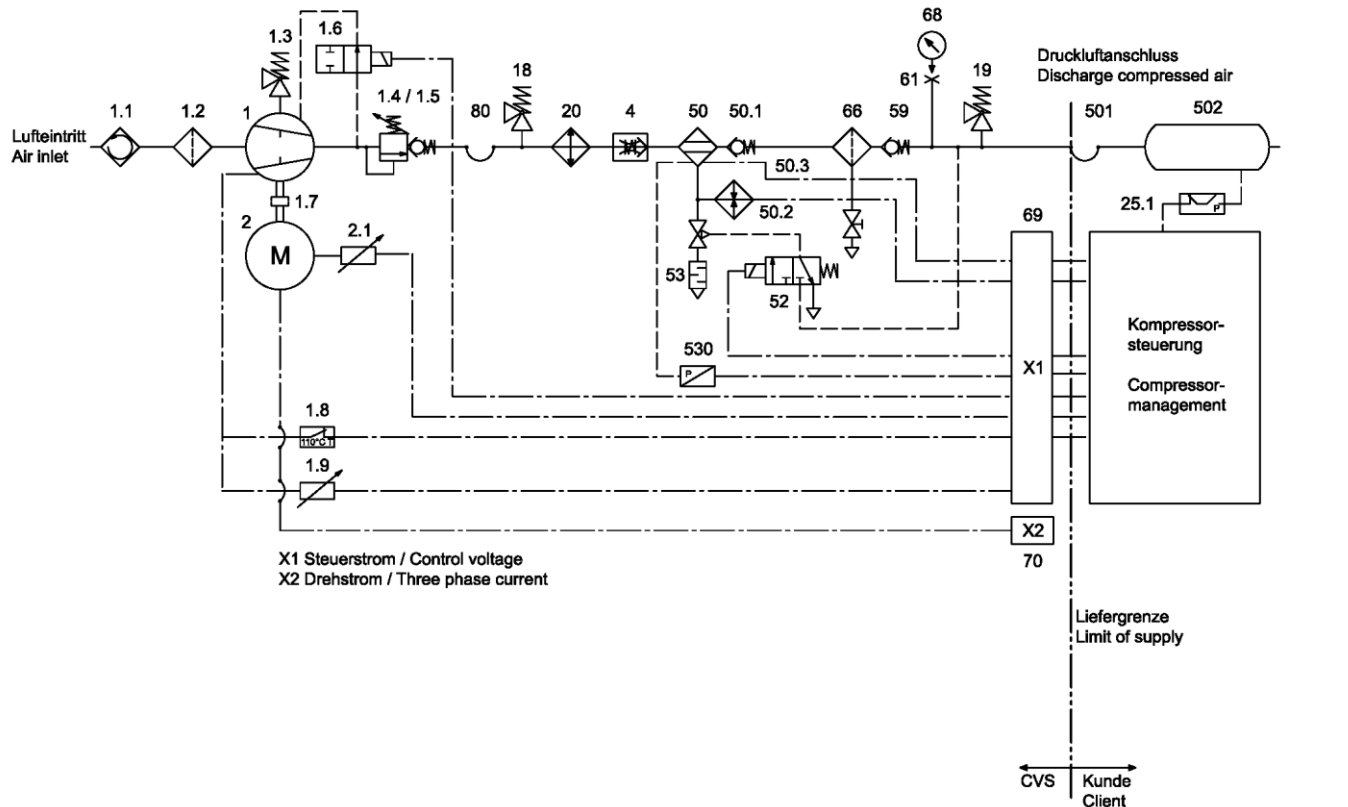 68
1.3
1.6
18
61
19
Druckluftanschluss
Discharge compressed air
1.1
1.2
1
1.4 / 1.5
80
20
4
50
50.1
66
59
501
502
Lufteintritt
Air inlet
50.3
1.7
50.2
25.1
P
2
2.1
69
M
53
52
Kompressor-
steuerung
530
P
X1
Compressor-
management
1.8
110°C T
1.9
X2
70
X1 Steuerstrom / Control voltage
X2 Drehstrom / Three phase current
Liefergrenze
Limit of supply
CVS
Kunde
Client